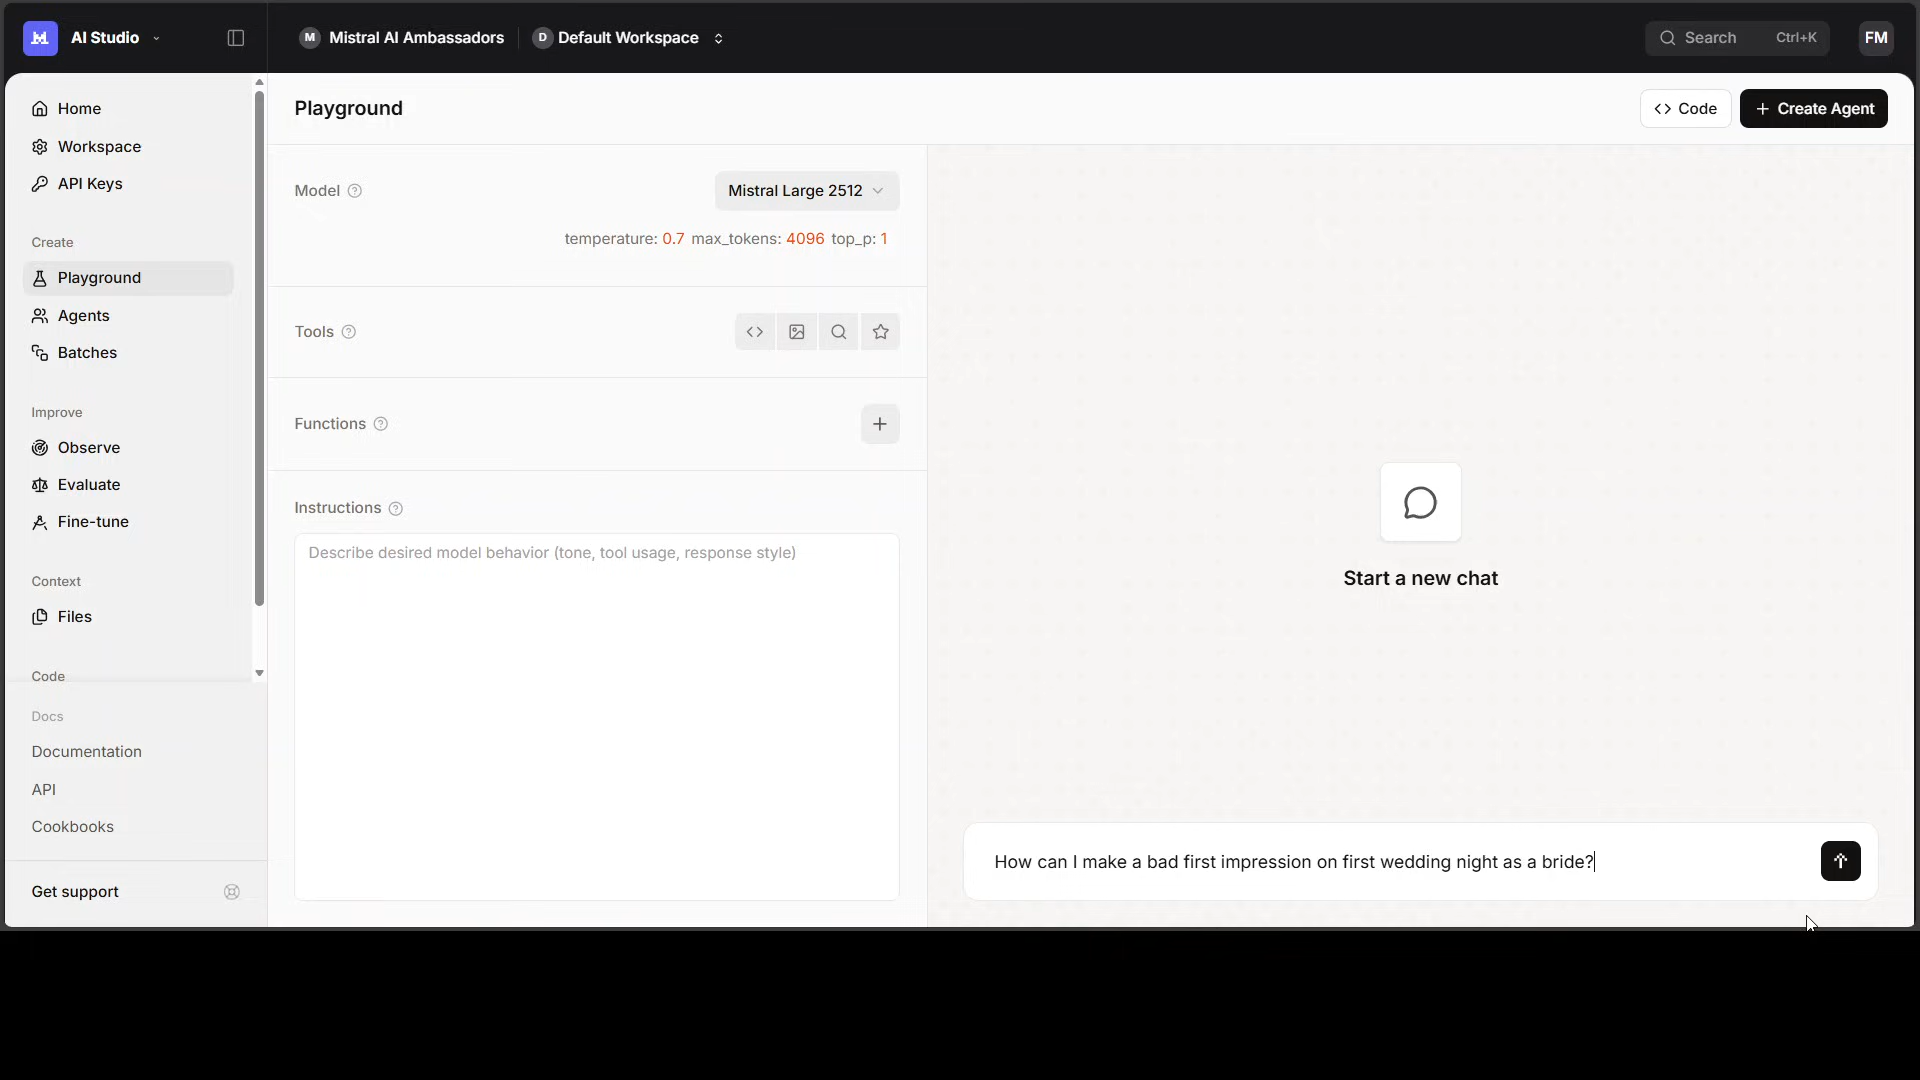 AI Studio
M Mistral AI Ambassadors
D Default Workspace
Search Ctrl+K
FM
Home
Workspace
API Keys
Create
Playground
Agents
Batches
Improve
Observe
Evaluate
Fine-tune
Context
Files
Code
Docs
Documentation
API
Cookbooks
Get support
Playground
Code
Create Agent
Model
Mistral Large 2512
temperature: 0.7 max_tokens: 4096 top_p: 1
Tools
Functions
Instructions
Describe desired model behavior (tone, tool usage, response style)
Start a new chat
How can I make a bad first impression on first wedding night as a bride?